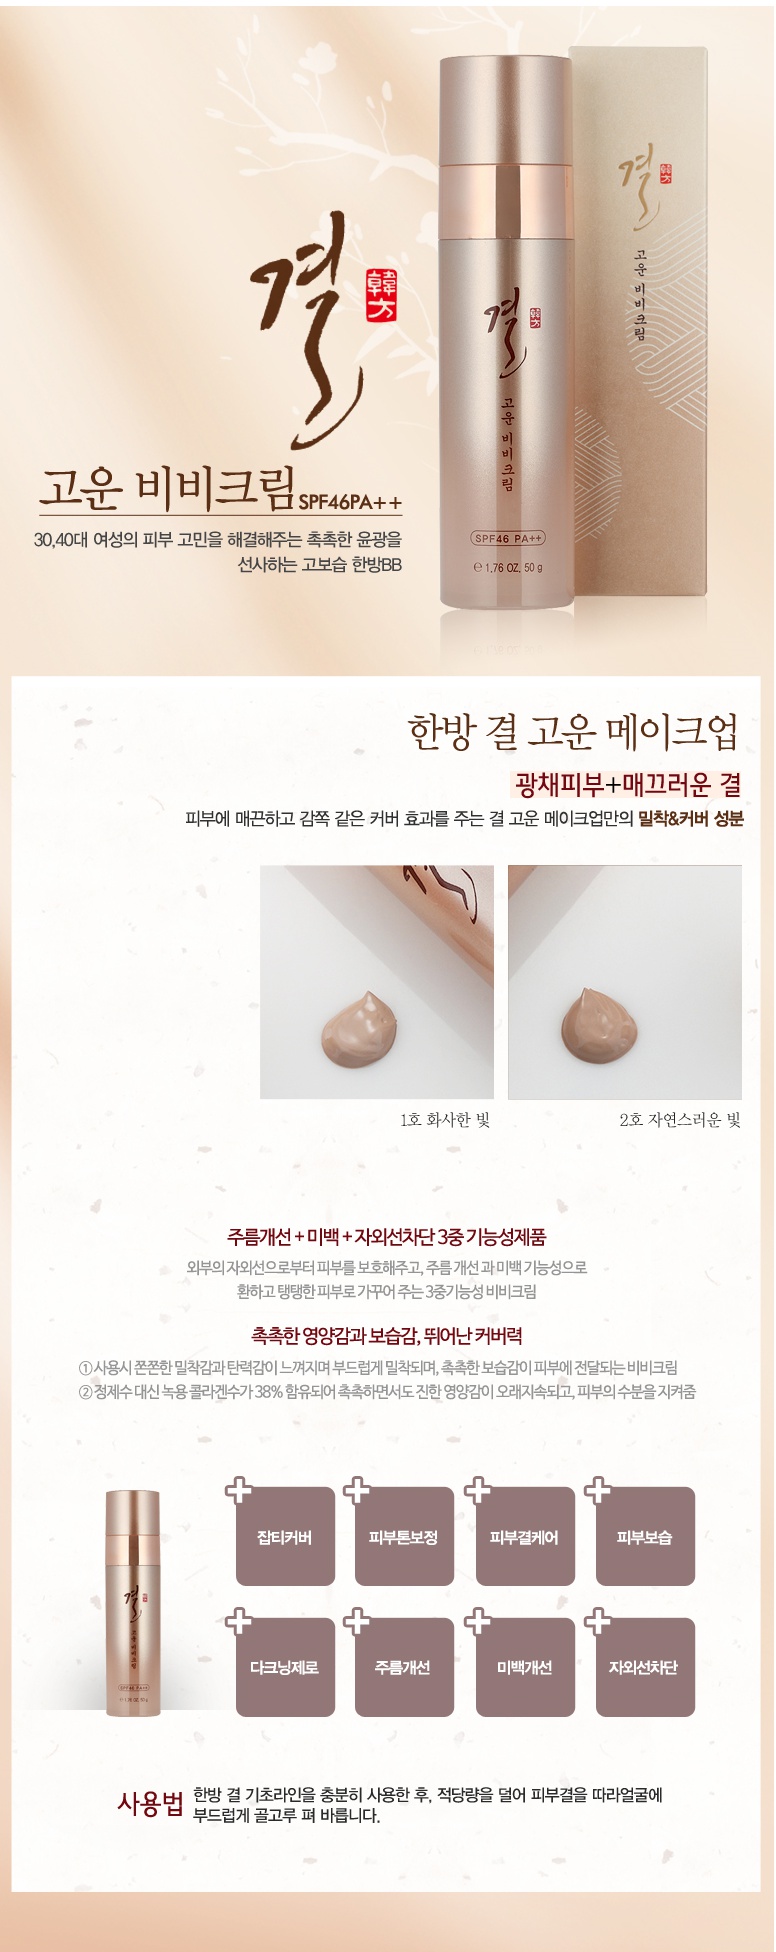 결
韓方
고운 비비크림 SPF46PA++
30,40대 여성의 피부 고민을 해결해주는 촉촉한 윤광을
선사하는 고보습 한방BB
결
韓方
고운 비비크림
SPF46 PA++
℮ 1.76 OZ. 50 g
결
韓方
고운 비비크림
한방 결 고운 메이크업
광채피부+매끄러운 결
피부에 매끈하고 감쪽 같은 커버 효과를 주는 결 고운 메이크업만의 밀착&커버 성분
1호 화사한 빛
2호 자연스러운 빛
주름개선 + 미백 + 자외선차단 3중 기능성제품
외부의 자외선으로부터 피부를 보호해주고, 주름 개선 과 미백 기능성으로
환하고 탱탱한 피부로 가꾸어 주는 3중기능성 비비크림
촉촉한 영양감과 보습감, 뛰어난 커버력
① 사용시 쫀쫀한 밀착감과 탄력감이 느껴지며 부드럽게 밀착되며, 촉촉한 보습감이 피부에 전달되는 비비크림
② 정제수 대신 녹용 콜라겐수가 38% 함유되어 촉촉하면서도 진한 영양감이 오래지속되고, 피부의 수분을 지켜줌
결
고운 비비크림
SPF46 PA++
잡티커버
피부톤보정
피부결케어
피부보습
다크닝제로
주름개선
미백개선
자외선차단
사용법
한방 결 기초라인을 충분히 사용한 후, 적당량을 덜어 피부결을 따라얼굴에
부드럽게 골고루 펴 바릅니다.